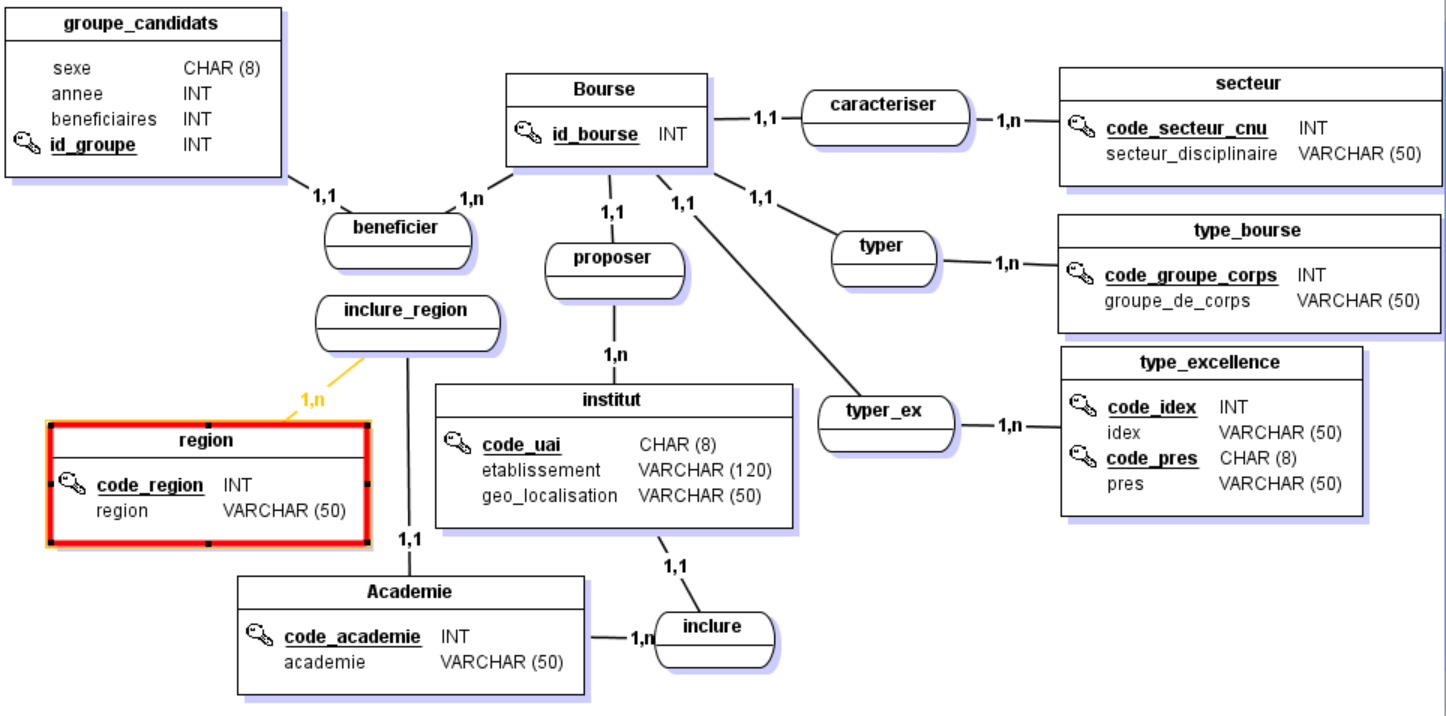 groupe_candidats
sexe CHAR (8)
annee INT
beneficiaires INT
id_groupe INT
Bourse
id_bourse INT
1,1
caracteriser
1,n
secteur
code_secteur_cnu INT
secteur_disciplinaire VARCHAR (50)
1,1
beneficier
1,n
1,1
proposer
1,n
1,1
1,1
typer
1,n
type_bourse
code_groupe_corps INT
groupe_de_corps VARCHAR (50)
inclure_region
1,n
1,1
region
code_region INT
region VARCHAR (50)
institut
code_uai CHAR (8)
etablissement VARCHAR (120)
geo_localisation VARCHAR (50)
typer_ex
1,n
type_excellence
code_idex INT
idex VARCHAR (50)
code_pres CHAR (8)
pres VARCHAR (50)
Academie
code_academie INT
academie VARCHAR (50)
1,n
inclure
1,1